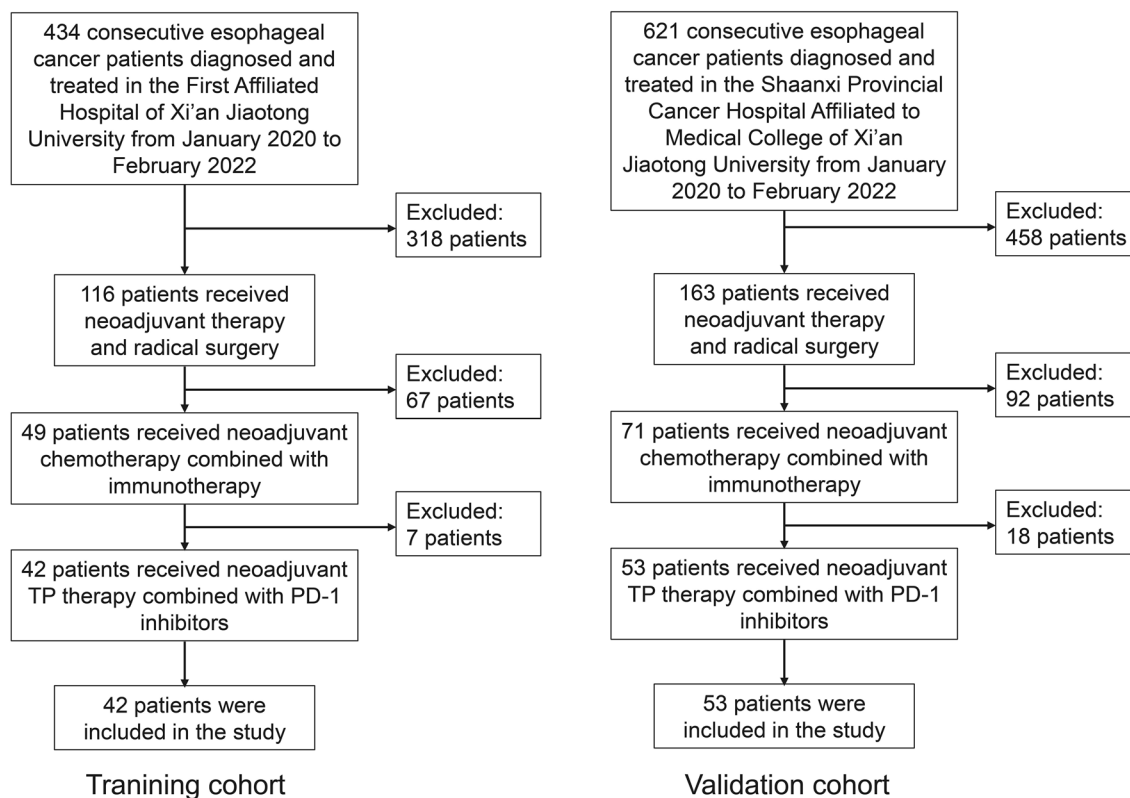 434 consecutive esophageal
cancer patients diagnosed and
treated in the First Affiliated
Hospital of Xi'an Jiaotong
University from January 2020 to
February 2022
Excluded:
318 patients
116 patients received
neoadjuvant therapy
and radical surgery
Excluded:
67 patients
49 patients received neoadjuvant
chemotherapy combined with
immunotherapy
Excluded:
7 patients
42 patients received neoadjuvant
TP therapy combined with PD-1
inhibitors
42 patients were
included in the study
Tranining cohort
621 consecutive esophageal
cancer patients diagnosed and
treated in the Shaanxi Provincial
Cancer Hospital Affiliated to
Medical College of Xi'an
Jiaotong University from January
2020 to February 2022
Excluded:
458 patients
163 patients received
neoadjuvant therapy
and radical surgery
Excluded:
92 patients
71 patients received neoadjuvant
chemotherapy combined with
immunotherapy
Excluded:
18 patients
53 patients received neoadjuvant
TP therapy combined with PD-1
inhibitors
53 patients were
included in the study
Validation cohort